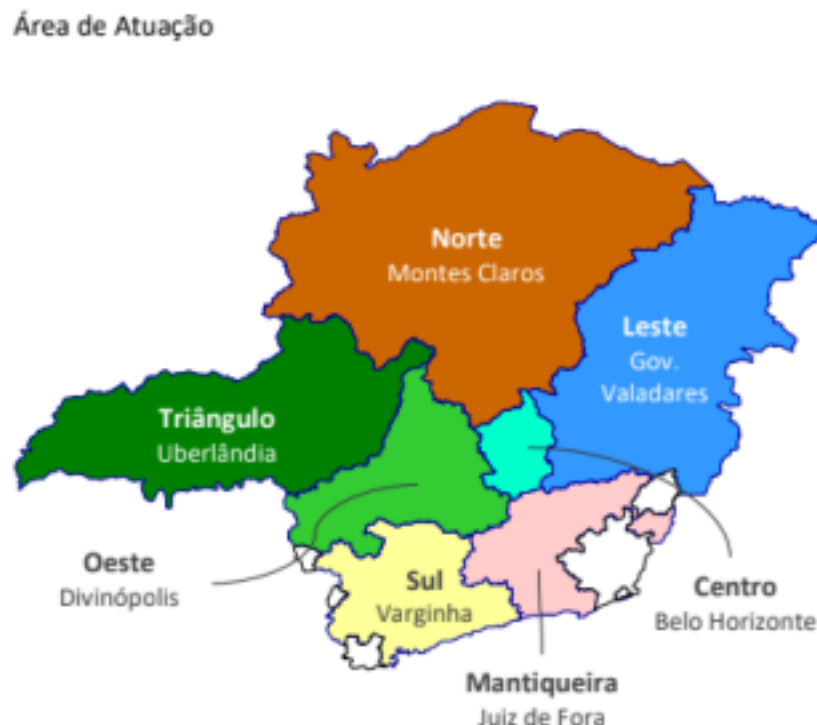 Área de Atuação
Norte
Montes Claros
Leste
Gov.
Valadares
Triângulo
Uberlândia
Oeste
Divinópolis
Sul
Varginha
Centro
Belo Horizonte
Mantiqueira
Juiz de Fora